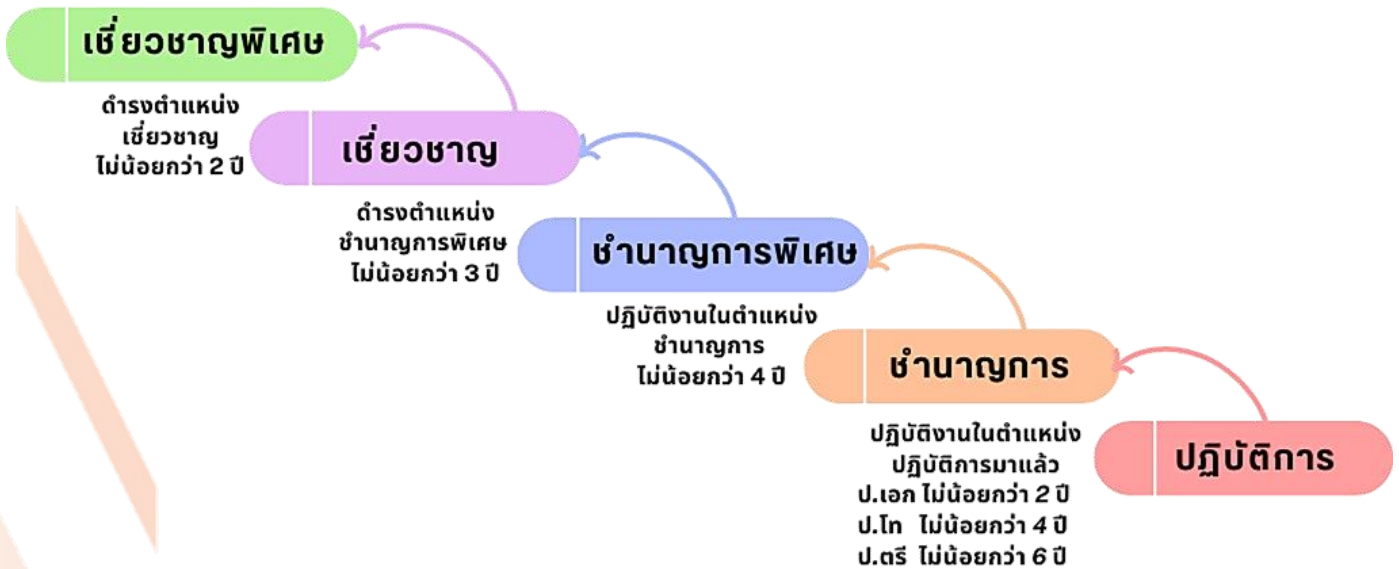 เชี่ยวชาญพิเศษ
ดำรงตำแหน่ง
เชี่ยวชาญ
ไม่น้อยกว่า 2 ปี
เชี่ยวชาญ
ดำรงตำแหน่ง
ชำนาญการพิเศษ
ไม่น้อยกว่า 3 ปี
ชำนาญการพิเศษ
ปฏิบัติงานในตำแหน่ง
ชำนาญการ
ไม่น้อยกว่า 4 ปี
ชำนาญการ
ปฏิบัติงานในตำแหน่ง
ปฏิบัติการมาแล้ว
ป.เอก ไม่น้อยกว่า 2 ปี
ป.โท ไม่น้อยกว่า 4 ปี
ป.ตรี ไม่น้อยกว่า 6 ปี
ปฏิบัติการ